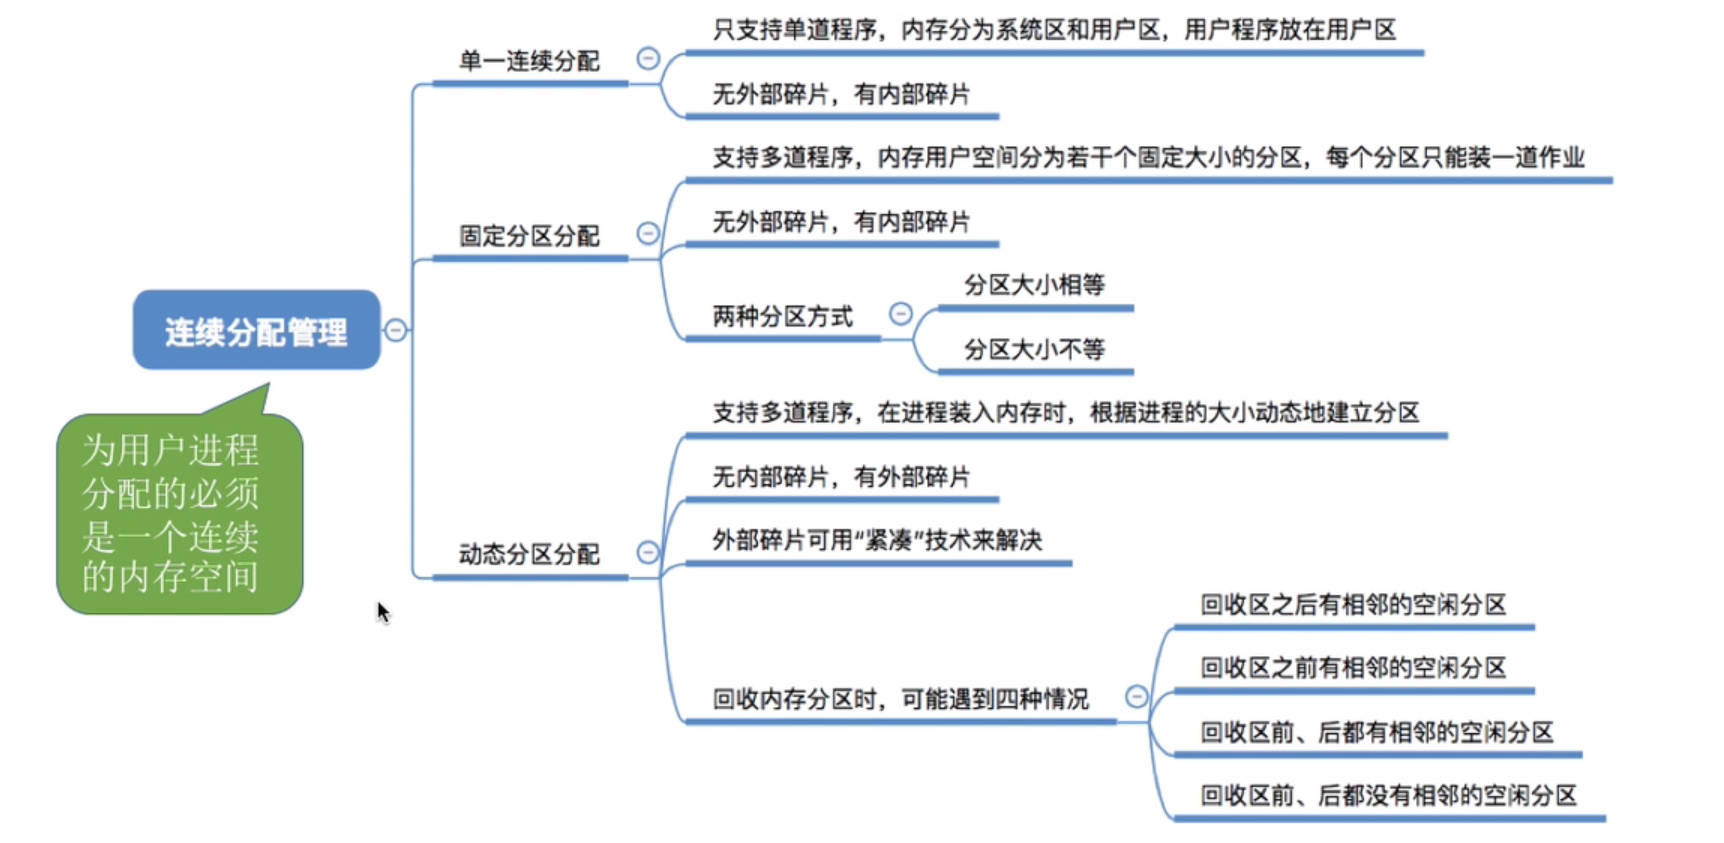 只支持单道程序，内存分为系统区和用户区，用户程序放在用户区
单一连续分配
无外部碎片，有内部碎片
支持多道程序，内存用户空间分为若干个固定大小的分区，每个分区只能装一道作业
无外部碎片，有内部碎片
固定分区分配
分区大小相等
两种分区方式
分区大小不等
连续分配管理
为用户进程
分配的必须
是一个连续
的内存空间
支持多道程序，在进程装入内存时，根据进程的大小动态地建立分区
无内部碎片，有外部碎片
外部碎片可用“紧凑”技术来解决
动态分区分配
回收区之后有相邻的空闲分区
回收区之前有相邻的空闲分区
回收内存分区时，可能遇到四种情况
回收区前、后都有相邻的空闲分区
回收区前、后都没有相邻的空闲分区